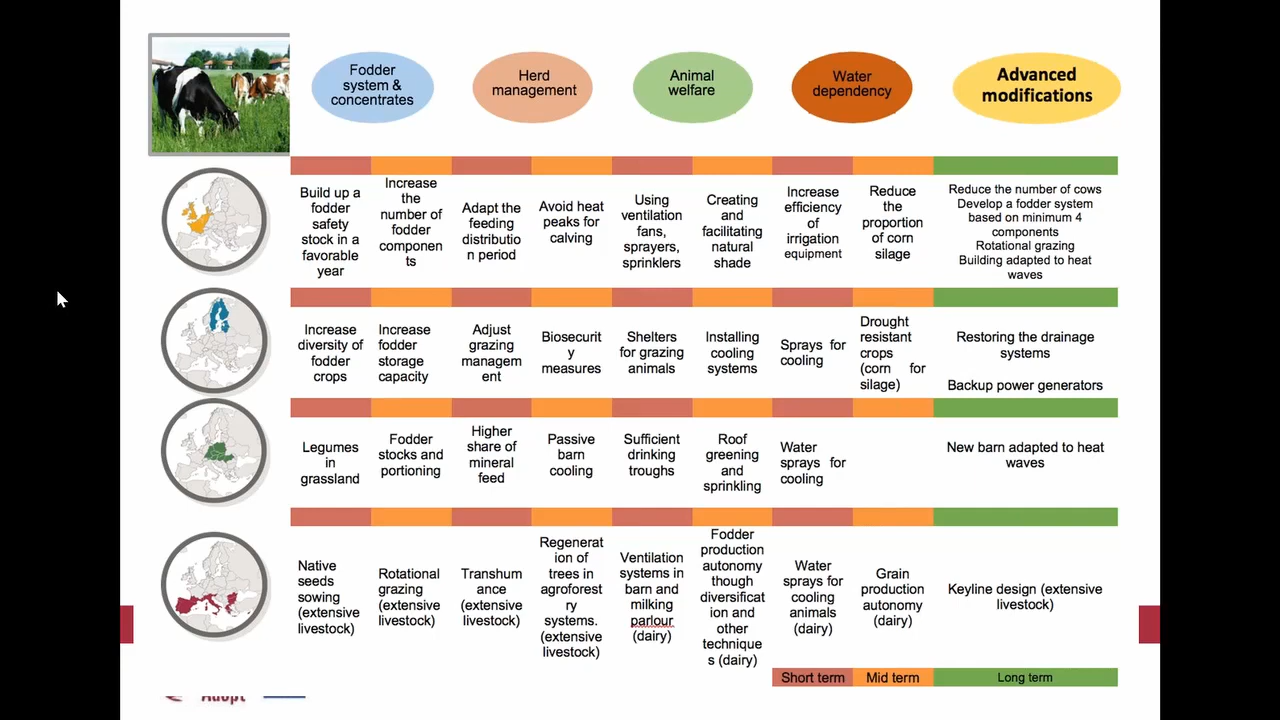 Fodder
system &
concentrates
Herd
management
Animal
welfare
Water
dependency
Advanced
modifications
Build up a
fodder
safety
stock in a
favorable
year
Increase
the
number of
fodder
componen
ts
Adapt the
feeding
distributio
n period
Avoid heat
peaks for
calving
Using
ventilation
fans,
sprayers,
sprinklers
Creating
and
facilitating
natural
shade
Increase
efficiency
of
irrigation
equipment
Reduce
the
proportion
of corn
silage
Reduce the number of cows
Develop a fodder system
based on minimum 4
components
Rotational grazing
Building adapted to heat
waves
Increase
diversity of
fodder
crops
Increase
fodder
storage
capacity
Adjust
grazing
managem
ent
Biosecurit
y
measures
Shelters
for grazing
animals
Installing
cooling
systems
Sprays for
cooling
Drought
resistant
crops
(corn for
silage)
Restoring the drainage
systems
Backup power generators
Legumes
in
grassland
Fodder
stocks and
portioning
Higher
share of
mineral
feed
Passive
barn
cooling
Sufficient
drinking
troughs
Roof
greening
and
sprinkling
Water
sprays for
cooling
New barn adapted to heat
waves
Native
seeds
sowing
(extensive
livestock)
Rotational
grazing
(extensive
livestock)
Transhum
ance
(extensive
livestock)
Regenerat
ion of
trees in
agroforest
ry
systems.
(extensive
livestock)
Ventilation
systems in
barn and
milking
parlour
(dairy)
Fodder
production
autonomy
though
diversificat
ion and
other
technique
s (dairy)
Water
sprays for
cooling
animals
(dairy)
Grain
production
autonomy
(dairy)
Keyline design (extensive
livestock)
Short term
Mid term
Long term
Adopt